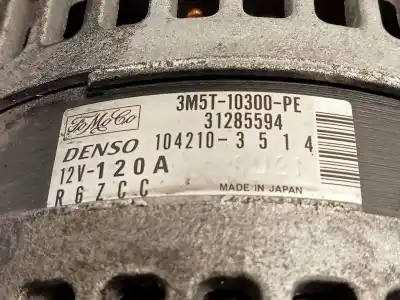 FoMoCo
3M5T-10300-PE
31285594
DENSO 104210-3514
12V-120A
R6ZCC
MADE IN JAPAN